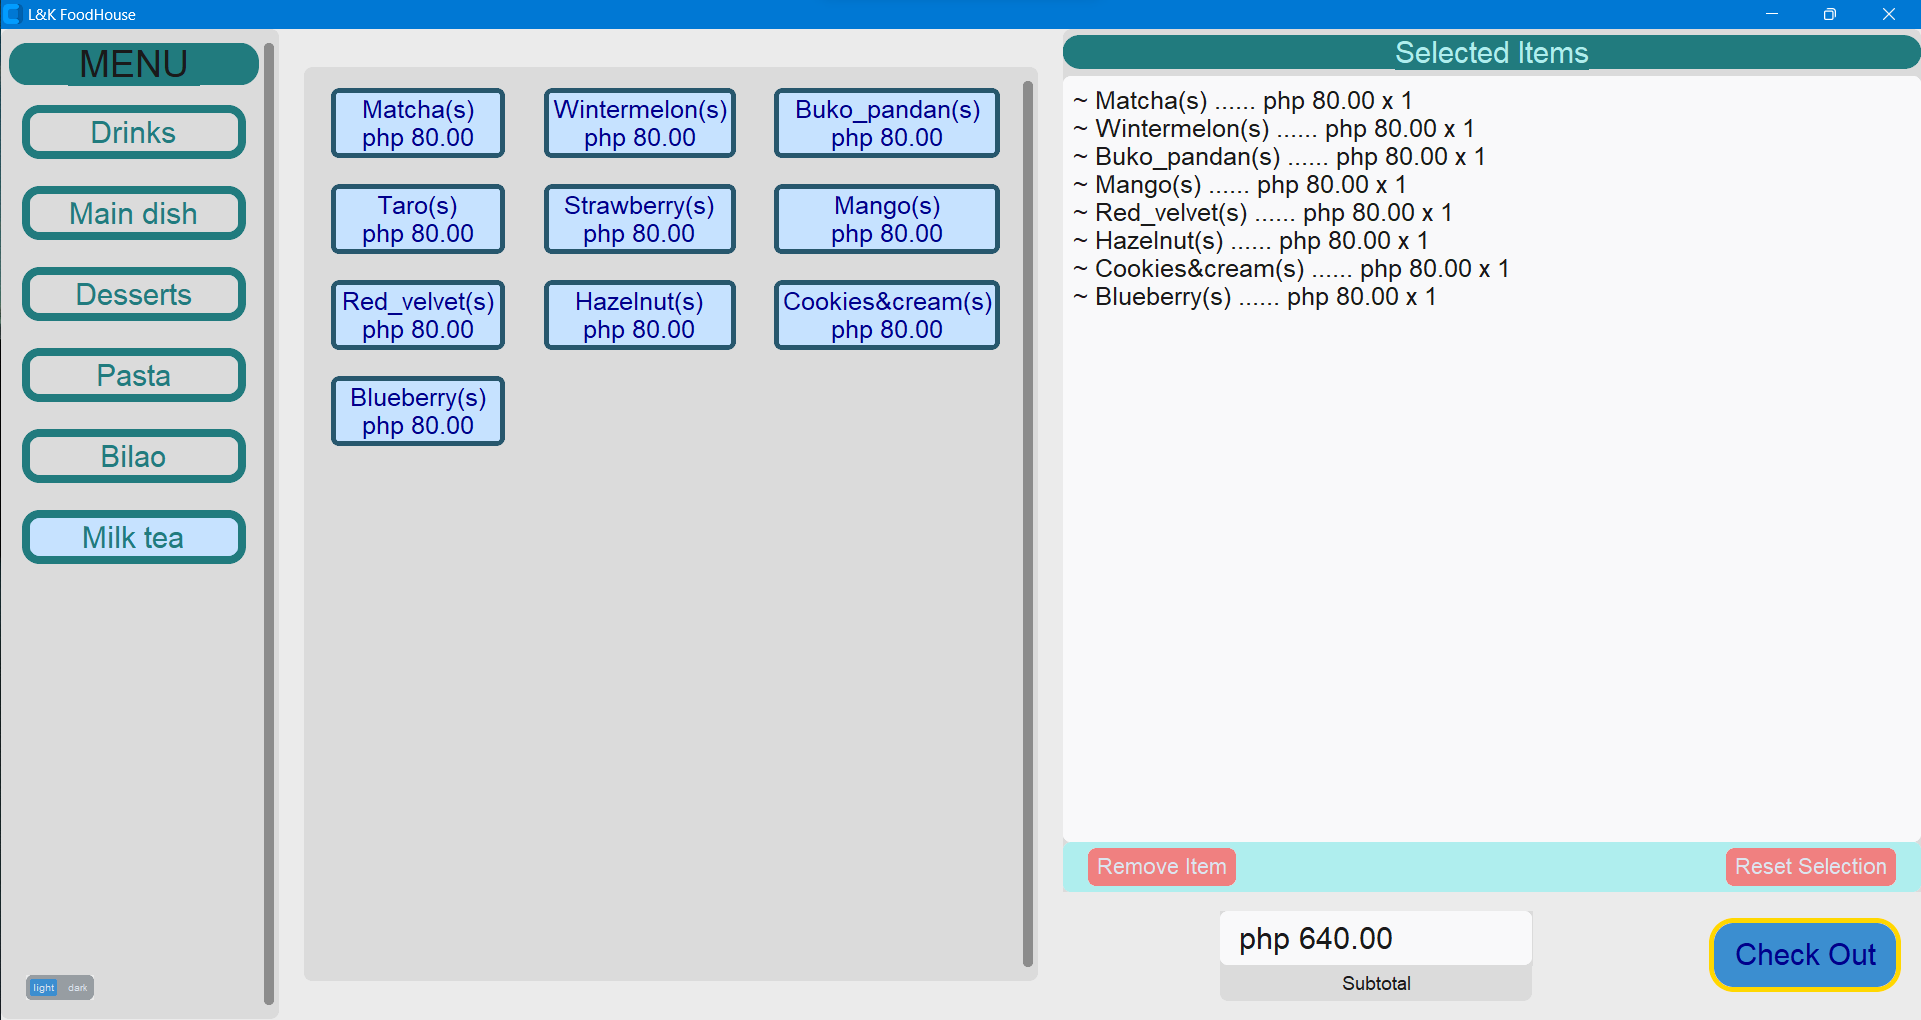 L&K FoodHouse
MENU
Drinks
Main dish
Desserts
Pasta
Bilao
Milk tea
light dark
Matcha(s)
php 80.00
Wintermelon(s)
php 80.00
Buko_pandan(s)
php 80.00
Taro(s)
php 80.00
Strawberry(s)
php 80.00
Mango(s)
php 80.00
Red_velvet(s)
php 80.00
Hazelnut(s)
php 80.00
Cookies&cream(s)
php 80.00
Blueberry(s)
php 80.00
Selected Items
~ Matcha(s) ...... php 80.00 x 1
~ Wintermelon(s) ...... php 80.00 x 1
~ Buko_pandan(s) ...... php 80.00 x 1
~ Mango(s) ...... php 80.00 x 1
~ Red_velvet(s) ...... php 80.00 x 1
~ Hazelnut(s) ...... php 80.00 x 1
~ Cookies&cream(s) ...... php 80.00 x 1
~ Blueberry(s) ...... php 80.00 x 1
Remove Item
Reset Selection
php 640.00
Subtotal
Check Out